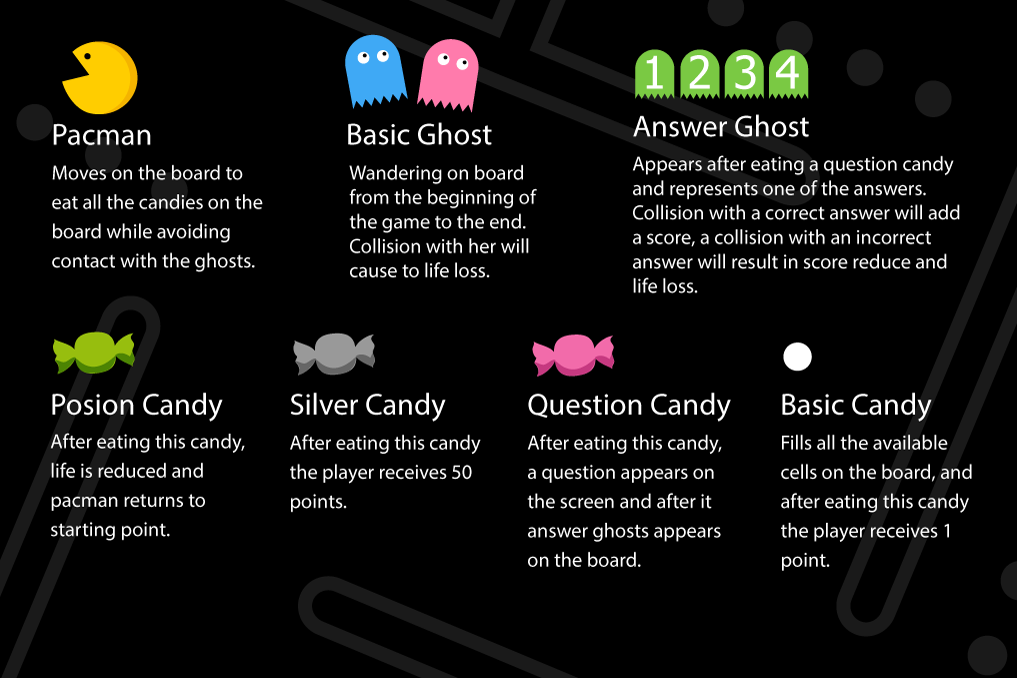 Pacman
Moves on the board to
eat all the candies on the
board while avoiding
contact with the ghosts.
Basic Ghost
Wandering on board
from the beginning of
the game to the end.
Collision with her will
cause to life loss.
1 2 3 4
Answer Ghost
Appears after eating a question candy
and represents one of the answers.
Collision with a correct answer will add
a score, a collision with an incorrect
answer will result in score reduce and
life loss.
Posion Candy
After eating this candy,
life is reduced and
pacman returns to
starting point.
Silver Candy
After eating this candy
the player receives 50
points.
Question Candy
After eating this candy,
a question appears on
the screen and after it
answer ghosts appears
on the board.
Basic Candy
Fills all the available
cells on the board, and
after eating this candy
the player receives 1
point.